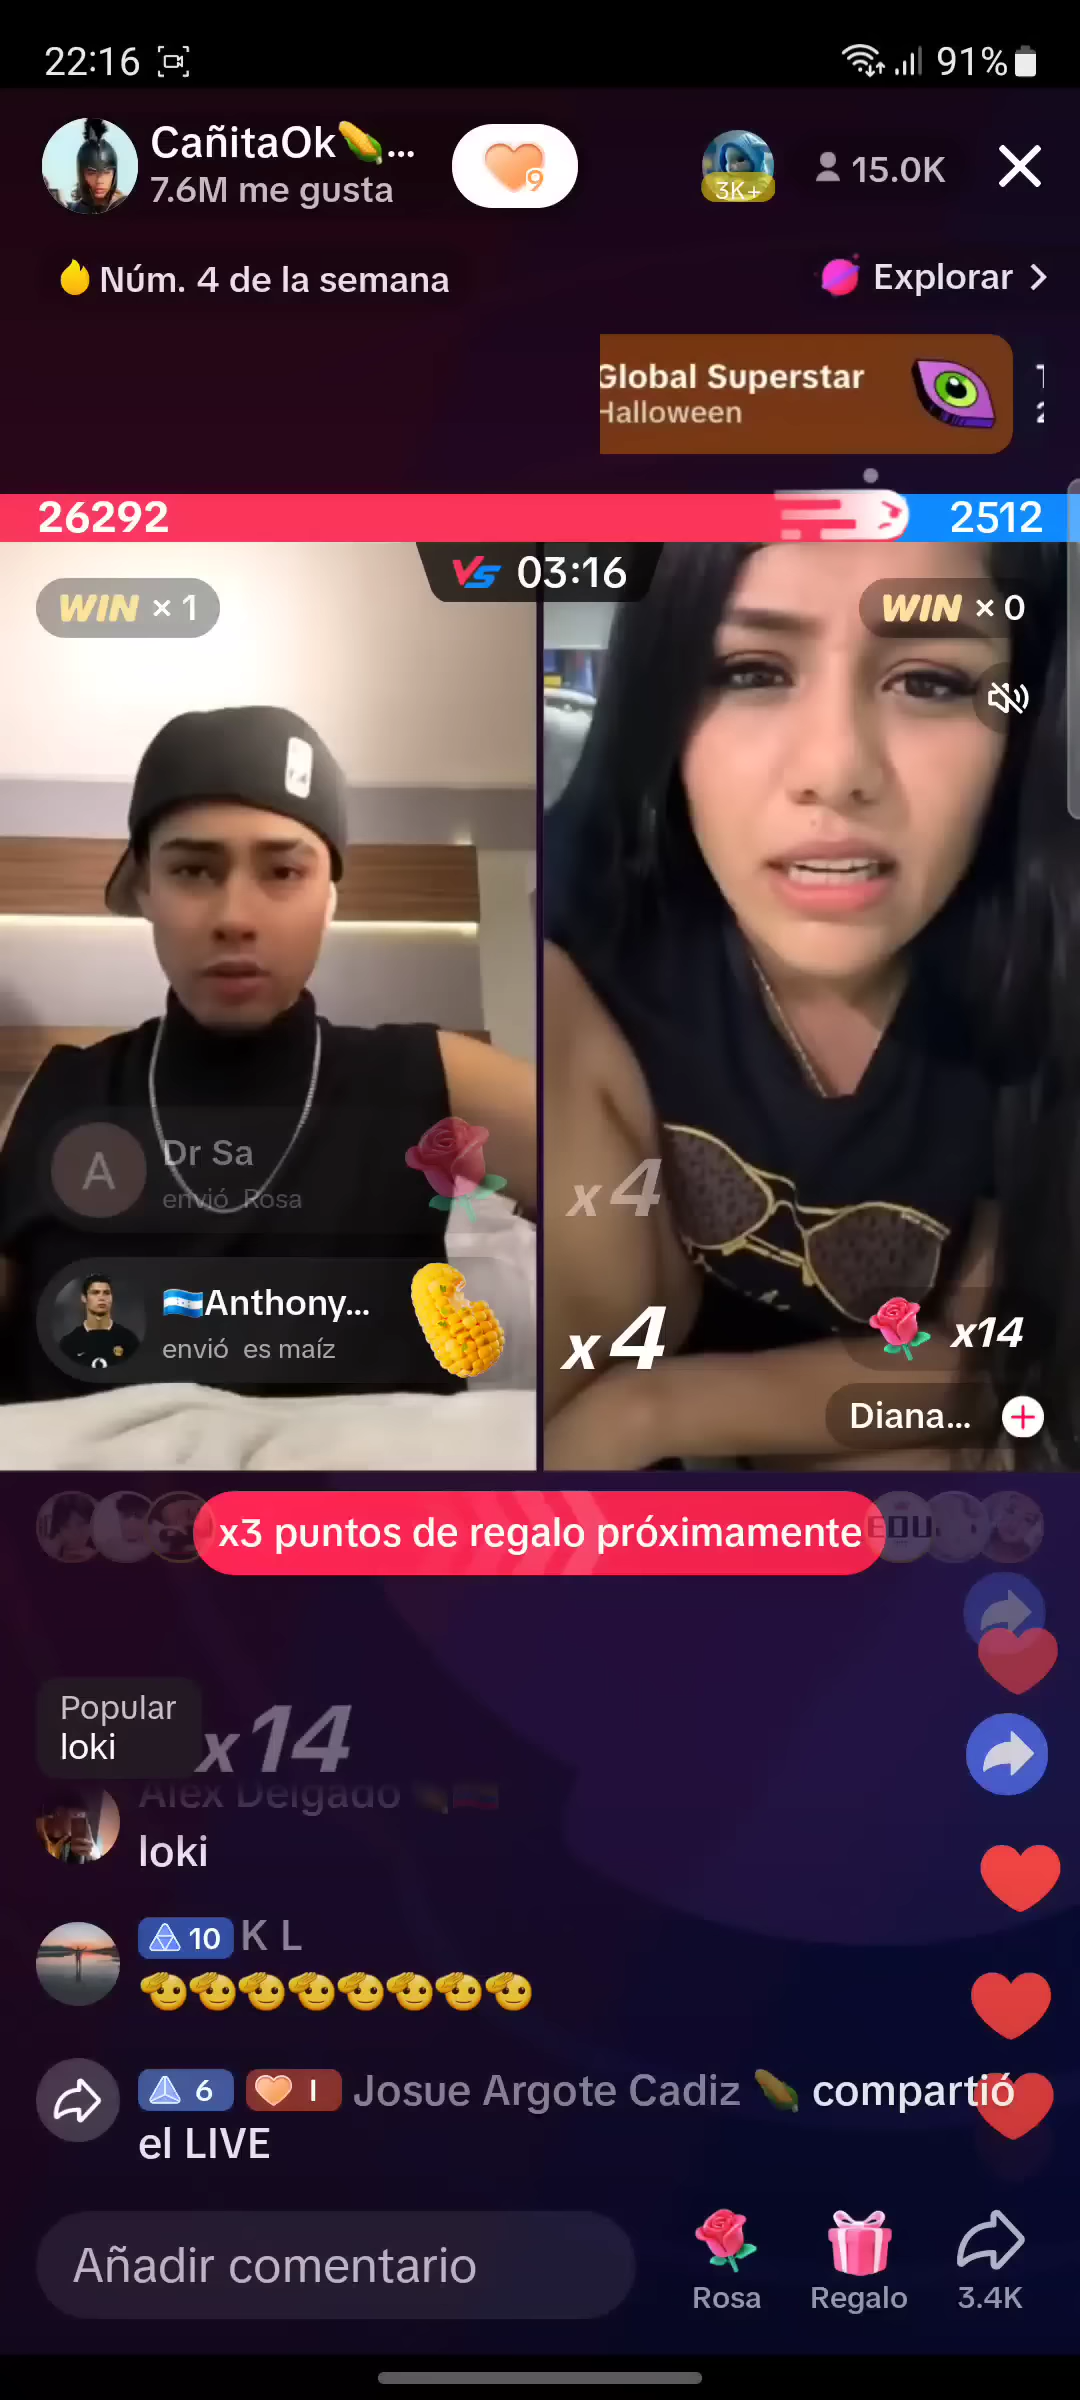 22:16
91%
CañitaOk🌽...
7.6M me gusta
9
3K+
15.0K
Núm. 4 de la semana
Explorar >
Global Superstar
Halloween
26292
2512
VS 03:16
WIN × 1
WIN × 0
A
Dr Sa
envió Rosa
x4
🇭🇳Anthony...
envió es maíz
x4
x14
Diana...
x3 puntos de regalo próximamente
EDU
Popular
loki
x14
Alex Delgado
loki
10 K L
🫡🫡🫡🫡🫡🫡🫡🫡
6 I Josue Argote Cadiz 🌽 compartió
el LIVE
Añadir comentario
Rosa
Regalo
3.4K